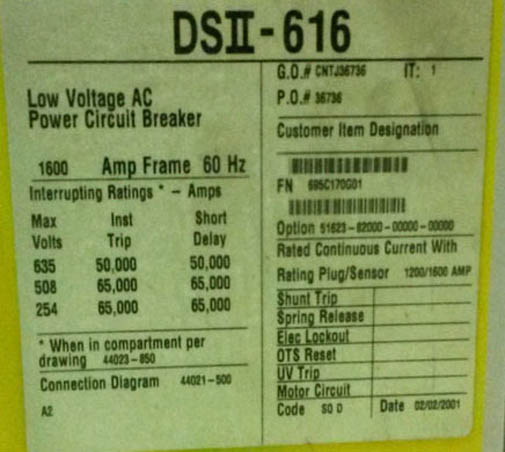 DSII-616
Low Voltage AC
Power Circuit Breaker
1600 Amp Frame 60 Hz
Interrupting Ratings * - Amps
Max Inst Short
Volts Trip Delay
635 50,000 50,000
508 65,000 65,000
254 65,000 65,000
* When in compartment per
drawing 44023-850
Connection Diagram 44021-500
A2
G.O.# CNTJ36736 IT: 1
P.O.# 36736
Customer Item Designation
FN 695C170G01
Option 51623-82000-00000-00000
Rated Continuous Current With
Rating Plug/Sensor 1200/1600 AMP
Shunt Trip
Spring Release
Elec Lockout
OTS Reset
UV Trip
Motor Circuit
Code SQ D Date 02/02/2001